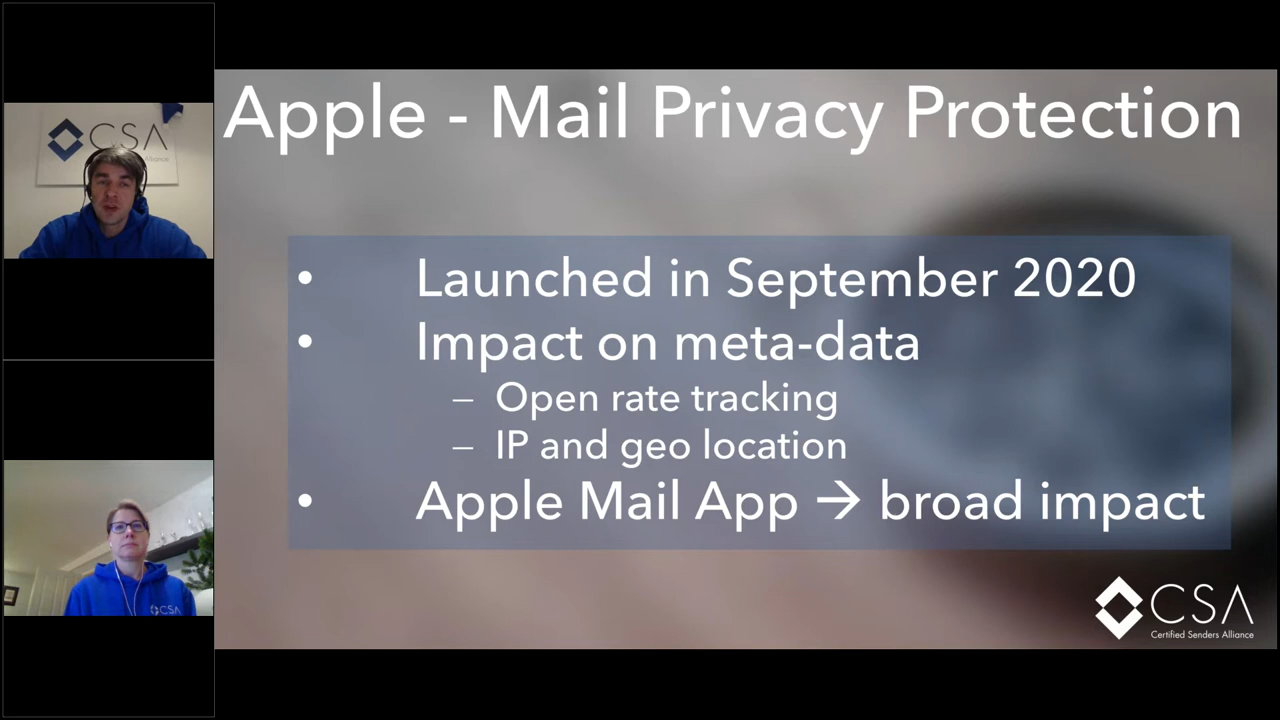 CSA
Alliance
CSA
Apple - Mail Privacy Protection
• Launched in September 2020
• Impact on meta-data
– Open rate tracking
– IP and geo location
• Apple Mail App → broad impact
CSA
Certified Senders Alliance